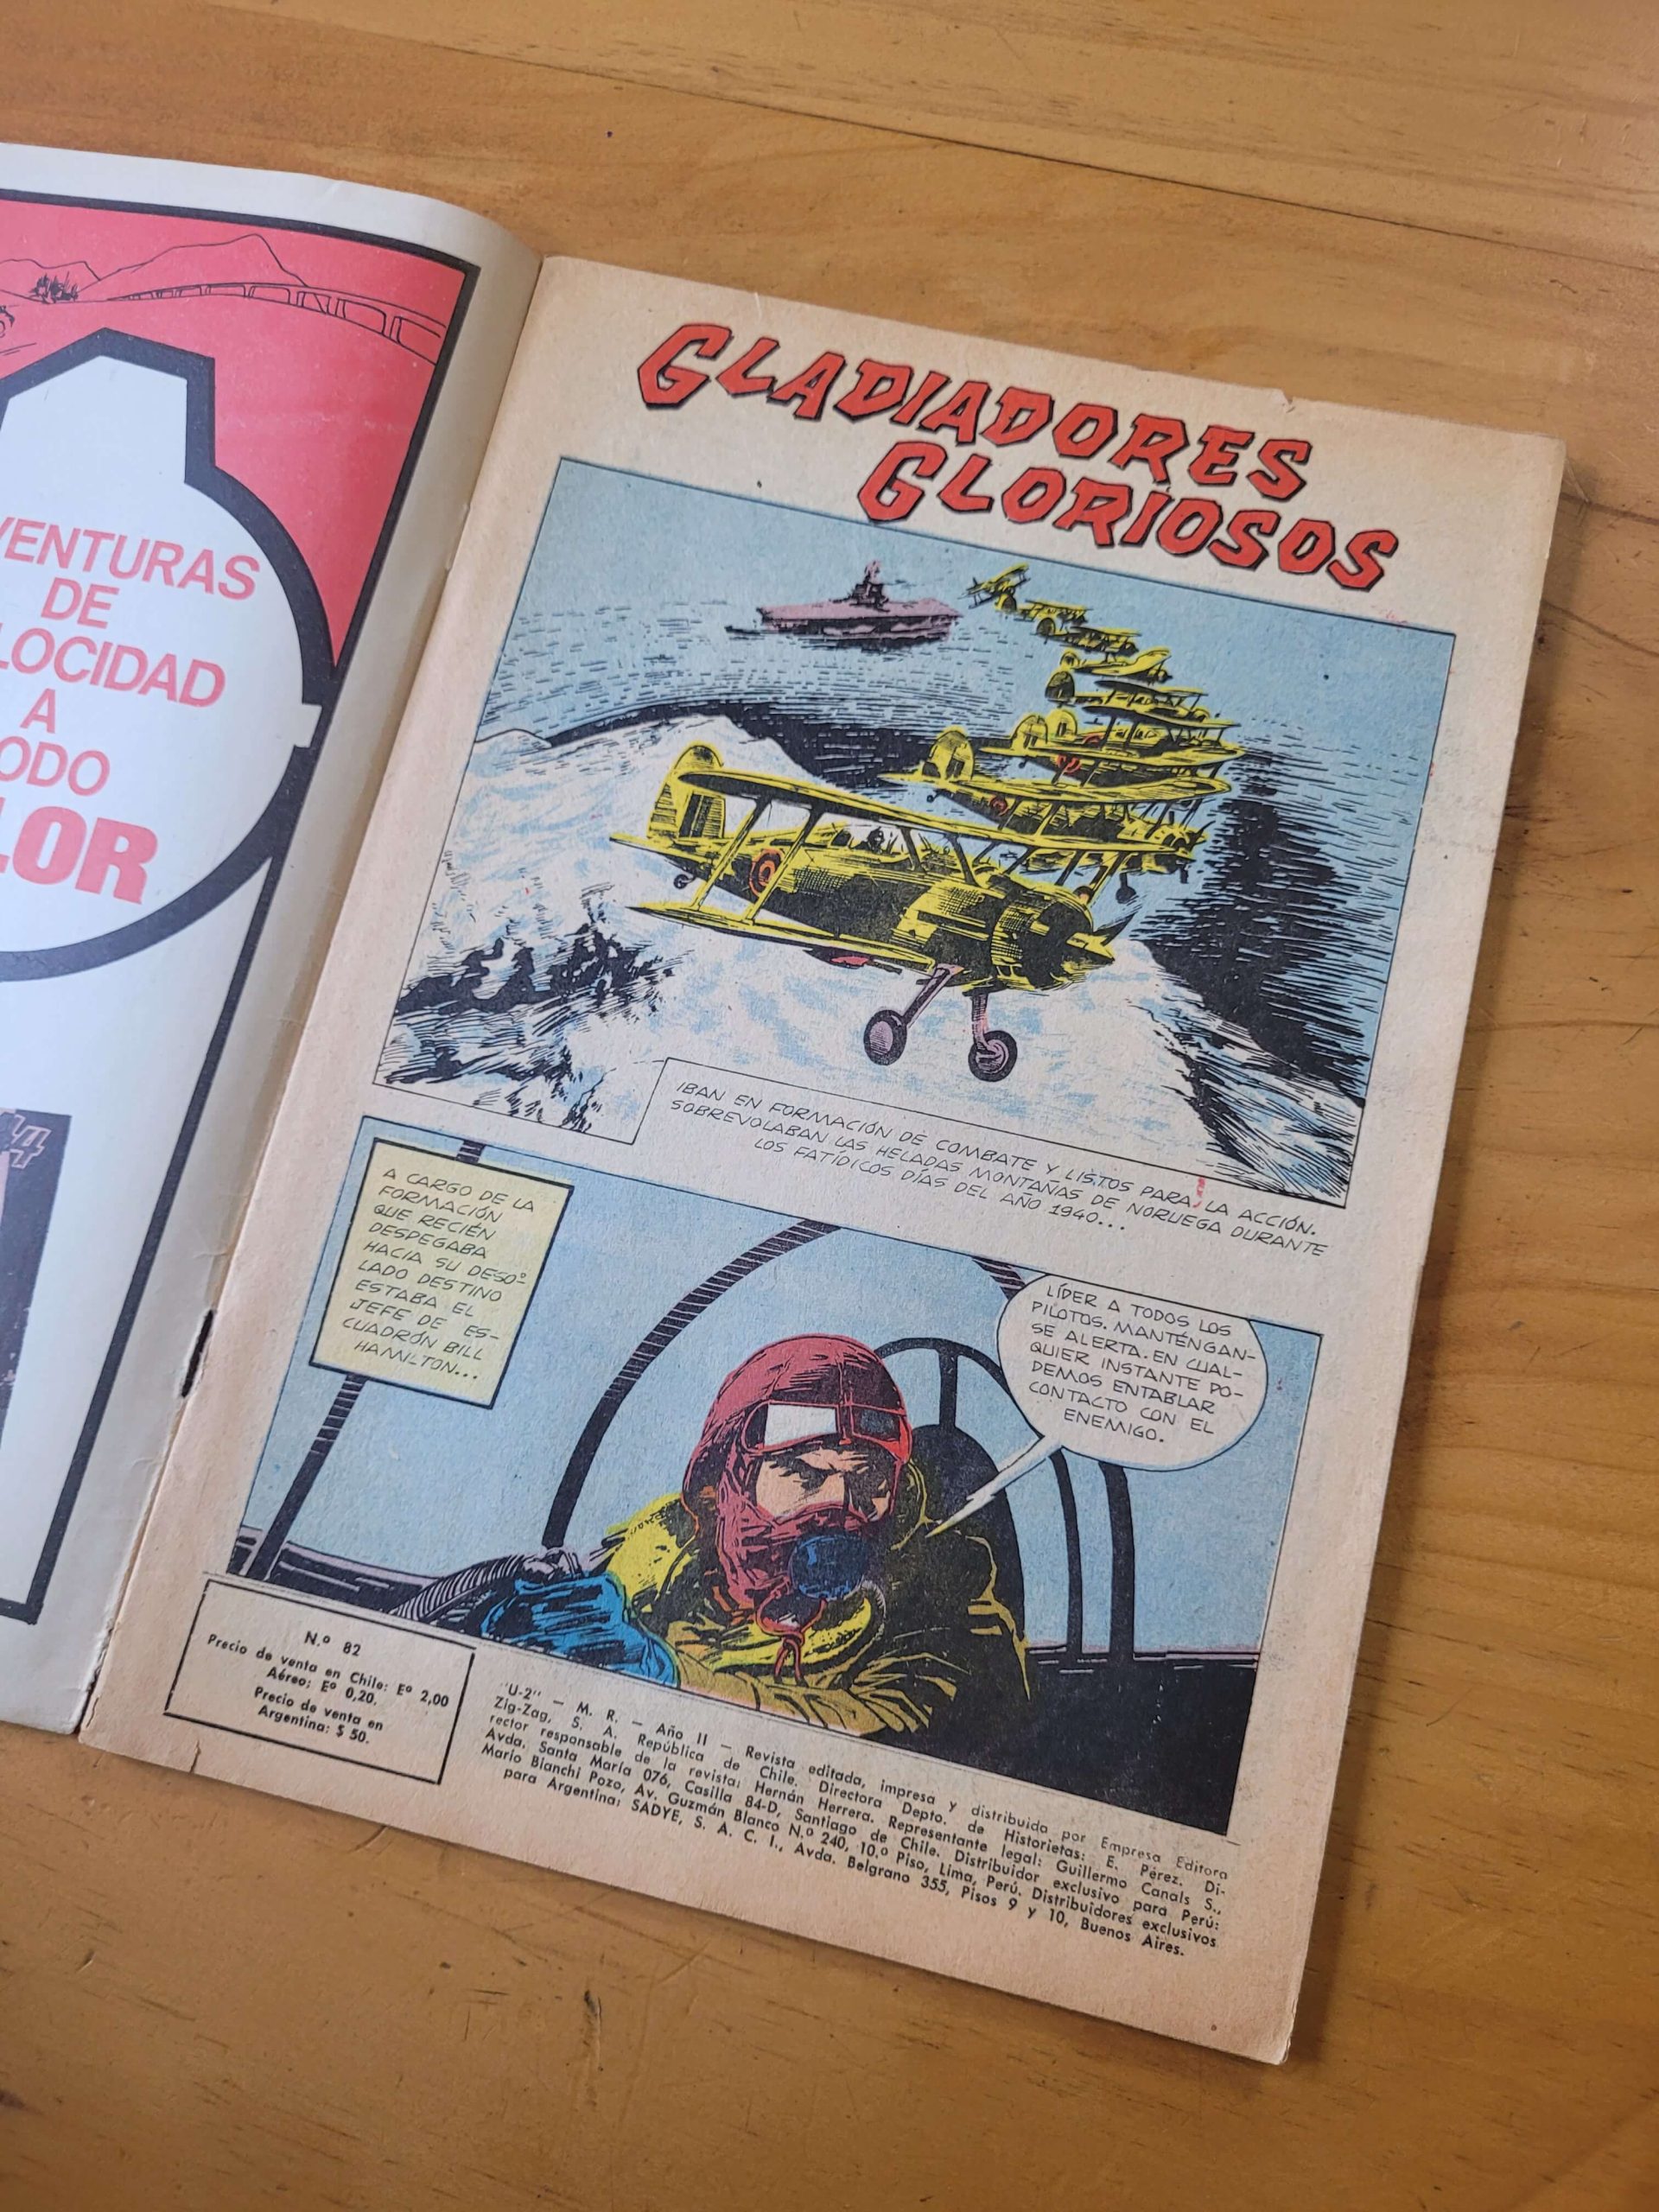 VENTURAS
DE
LOCIDAD
A
ODO
LOR
GLADIADORES
GLORIOSOS
IBAN EN FORMACIÓN DE COMBATE Y LISTOS PARA LA ACCIÓN.
SOBREVOLABAN LAS HELADAS MONTAÑAS DE NORUEGA DURANTE
LOS FATÍDICOS DÍAS DEL AÑO 1940...
A CARGO DE LA
FORMACIÓN
QUE RECIÉN
DESPEGABA
HACIA SU DESO-
LADO DESTINO
ESTABA EL
JEFE DE ES-
CUADRÓN BILL
HAMILTON...
LÍDER A TODOS LOS
PILOTOS. MANTÉNGAN-
SE ALERTA. EN CUAL-
QUIER INSTANTE PO-
DEMOS ENTABLAR
CONTACTO CON EL
ENEMIGO.
N.º 82
Precio de venta en Chile: Eº 2,00
Aéreo: Eº 0,20.
Precio de venta en
Argentina: $ 50.
"U-2" — M. R. — Año II — Revista editada, impresa y distribuida por Empresa Editora
Zig-Zag, S. A. República de Chile. Directora Depto. de Historietas: E. Pérez. Di-
rector responsable de la revista: Hernán Herrera. Representante legal: Guillermo Canals S.,
Avda. Santa María 076, Casilla 84-D, Santiago de Chile. Distribuidor exclusivo para Perú:
Mario Bianchi Pozo, Av. Guzmán Blanco N.º 240, 10.º Piso, Lima, Perú. Distribuidores exclusivos
para Argentina: SADYE, S. A. C. I., Avda. Belgrano 355, Pisos 9 y 10, Buenos Aires.